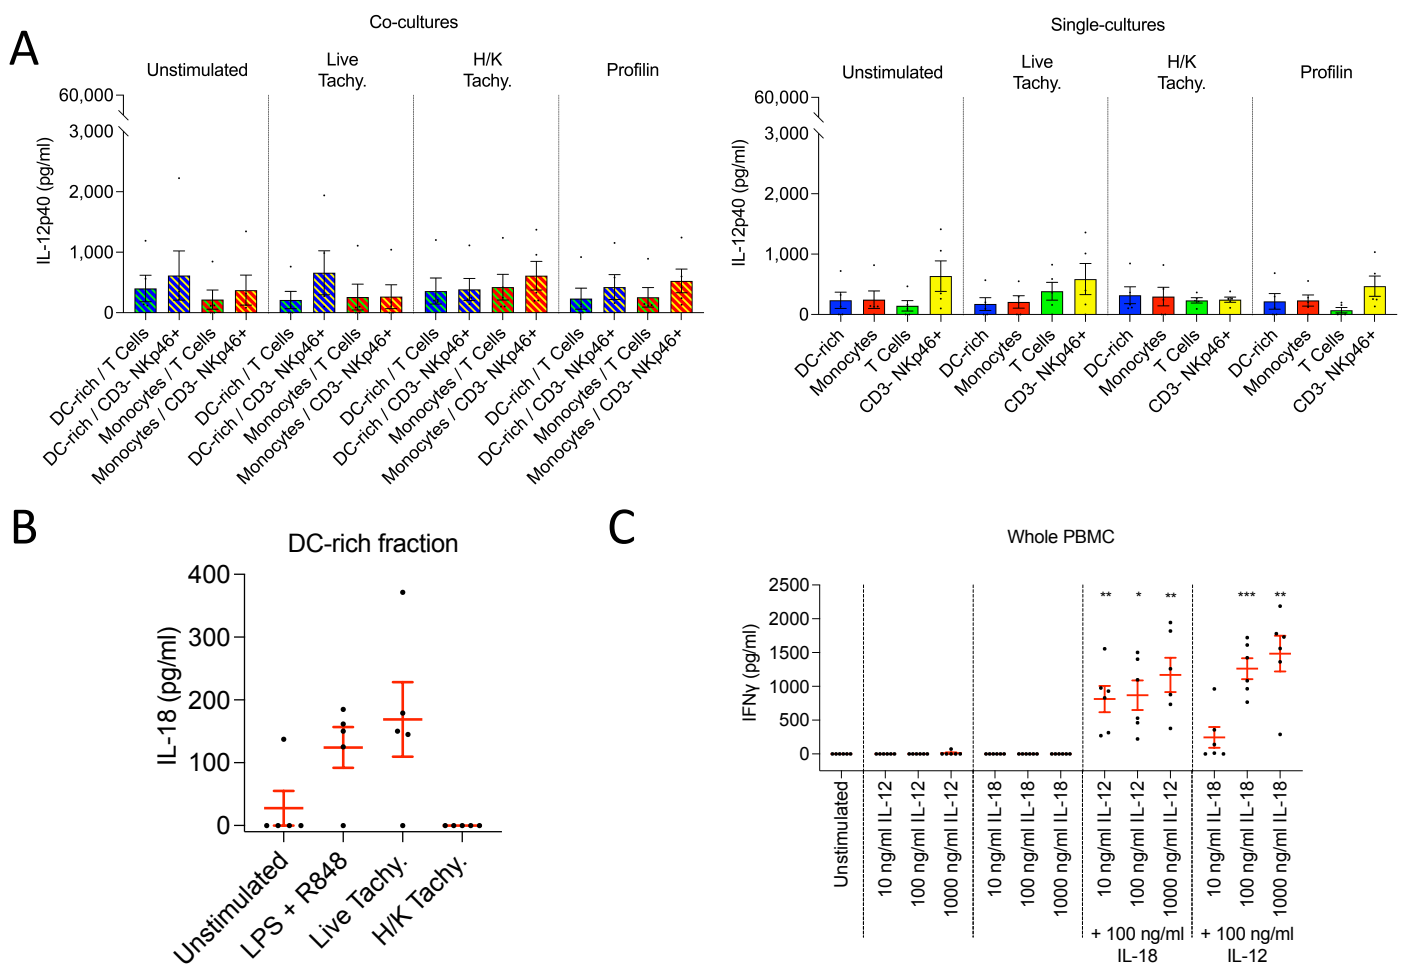 A
Co-cultures
Unstimulated
Live
Tachy.
H/K
Tachy.
Profilin
60,000
3,000
2,000
1,000
0
IL-12p40 (pg/ml)
DC-rich / T Cells
DC-rich / CD3- NKp46+
Monocytes / T Cells
Monocytes / CD3- NKp46+
DC-rich / T Cells
DC-rich / CD3- NKp46+
Monocytes / T Cells
Monocytes / CD3- NKp46+
DC-rich / T Cells
DC-rich / CD3- NKp46+
Monocytes / T Cells
Monocytes / CD3- NKp46+
DC-rich / T Cells
DC-rich / CD3- NKp46+
Monocytes / T Cells
Monocytes / CD3- NKp46+
Single-cultures
Unstimulated
Live
Tachy.
H/K
Tachy.
Profilin
60,000
3,000
2,000
1,000
0
IL-12p40 (pg/ml)
DC-rich
Monocytes
T Cells
CD3- NKp46+
DC-rich
Monocytes
T Cells
CD3- NKp46+
DC-rich
Monocytes
T Cells
CD3- NKp46+
DC-rich
Monocytes
T Cells
CD3- NKp46+
B
DC-rich fraction
400
300
200
100
0
IL-18 (pg/ml)
Unstimulated
LPS + R848
Live Tachy.
H/K Tachy.
C
Whole PBMC
2500
2000
1500
1000
500
0
IFNγ (pg/ml)
** * ** *** **
Unstimulated
10 ng/ml IL-12
100 ng/ml IL-12
1000 ng/ml IL-12
10 ng/ml IL-18
100 ng/ml IL-18
1000 ng/ml IL-18
10 ng/ml IL-12
100 ng/ml IL-12
1000 ng/ml IL-12
10 ng/ml IL-18
100 ng/ml IL-18
1000 ng/ml IL-18
+ 100 ng/ml
IL-18
+ 100 ng/ml
IL-12